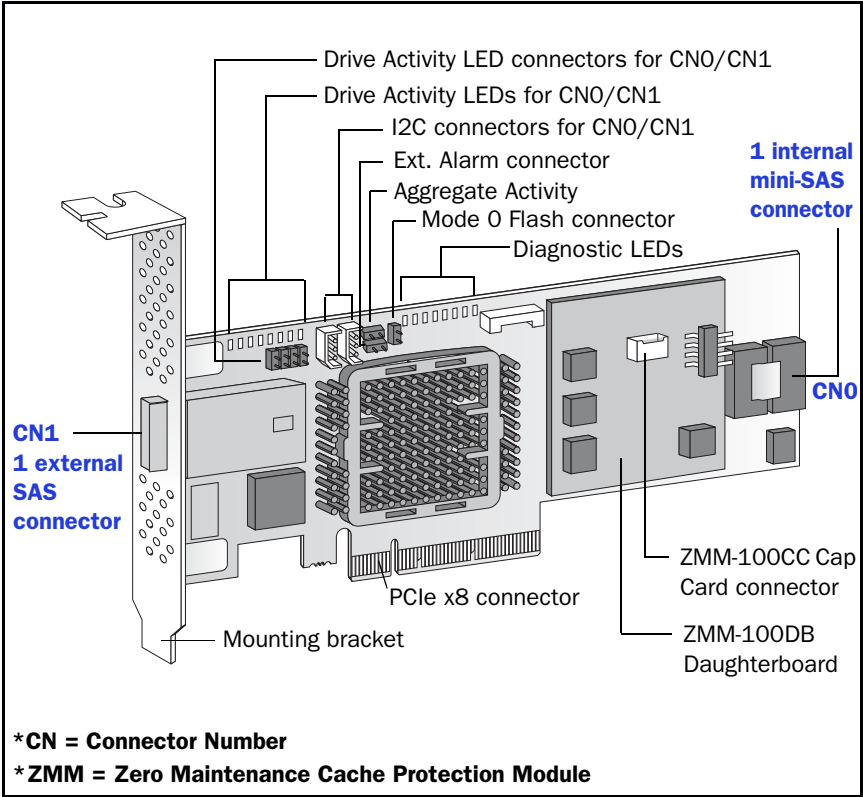 Drive Activity LED connectors for CN0/CN1
Drive Activity LEDs for CN0/CN1
I2C connectors for CN0/CN1
Ext. Alarm connector
Aggregate Activity
Mode 0 Flash connector
Diagnostic LEDs
1 internal
mini-SAS
connector
CN0
CN1
1 external
SAS
connector
ZMM-100CC Cap
Card connector
PCIe x8 connector
ZMM-100DB
Daughterboard
Mounting bracket
*CN = Connector Number
*ZMM = Zero Maintenance Cache Protection Module